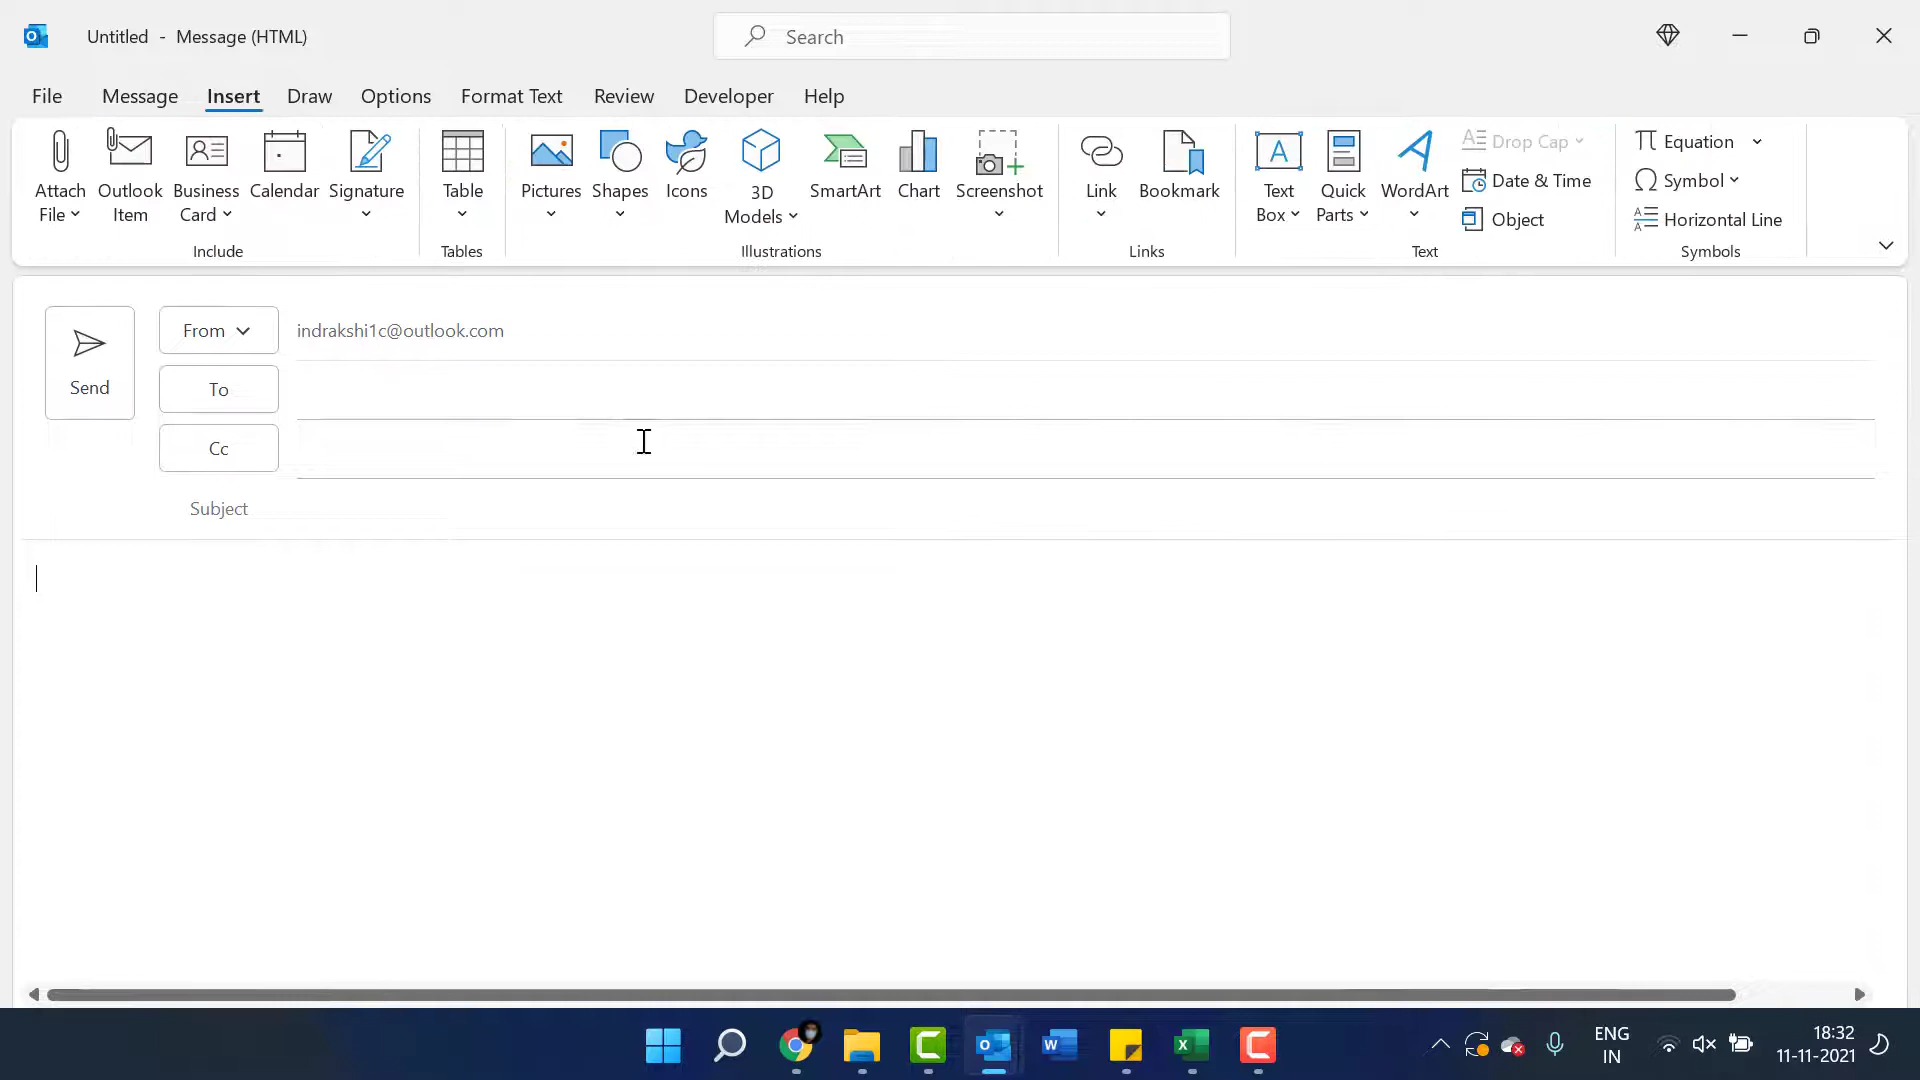 Untitled - Message (HTML)
Search
File Message Insert Draw Options Format Text Review Developer Help
Attach File
Outlook Item
Business Card
Calendar
Signature
Include
Table
Tables
Pictures
Shapes
Icons
3D Models
SmartArt
Chart
Screenshot
Illustrations
Link
Bookmark
Links
Text Box
Quick Parts
WordArt
Drop Cap
Date & Time
Object
Text
Equation
Symbol
Horizontal Line
Symbols
Send
From indrakshi1c@outlook.com
To
Cc
Subject
ENG
IN
18:32
11-11-2021